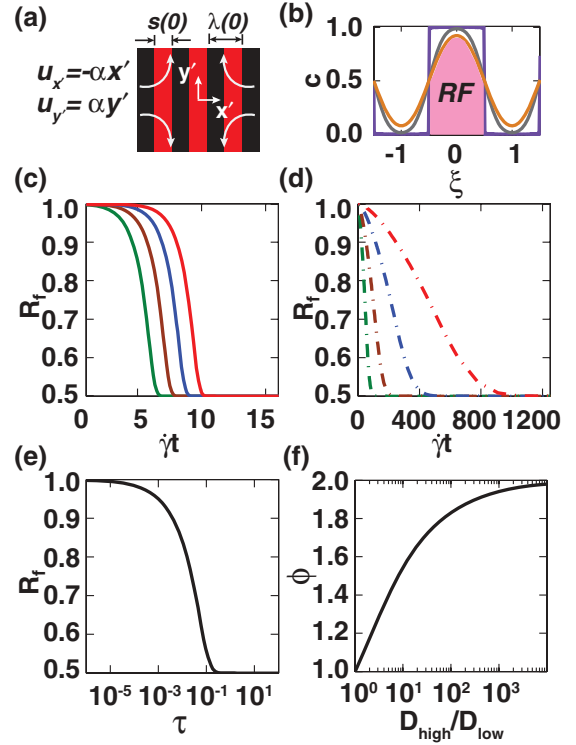 (a)
s(0) λ(0)
u_x′=-αx′
u_y′= αy′
y′
x′
(b)
1.0
0.5
0.0
c
RF
-1 0 1
ξ
(c)
1.0
0.9
0.8
0.7
0.6
0.5
R_f
0 5 10 15
γ̇t
(d)
1.0
0.9
0.8
0.7
0.6
0.5
R_f
0 400 800 1200
γ̇t
(e)
1.0
0.9
0.8
0.7
0.6
0.5
R_f
10^-5 10^-3 10^-1 10^1
τ
(f)
2.0
1.8
1.6
1.4
1.2
1.0
ϕ
10^0 10^1 10^2 10^3
D_high/D_low